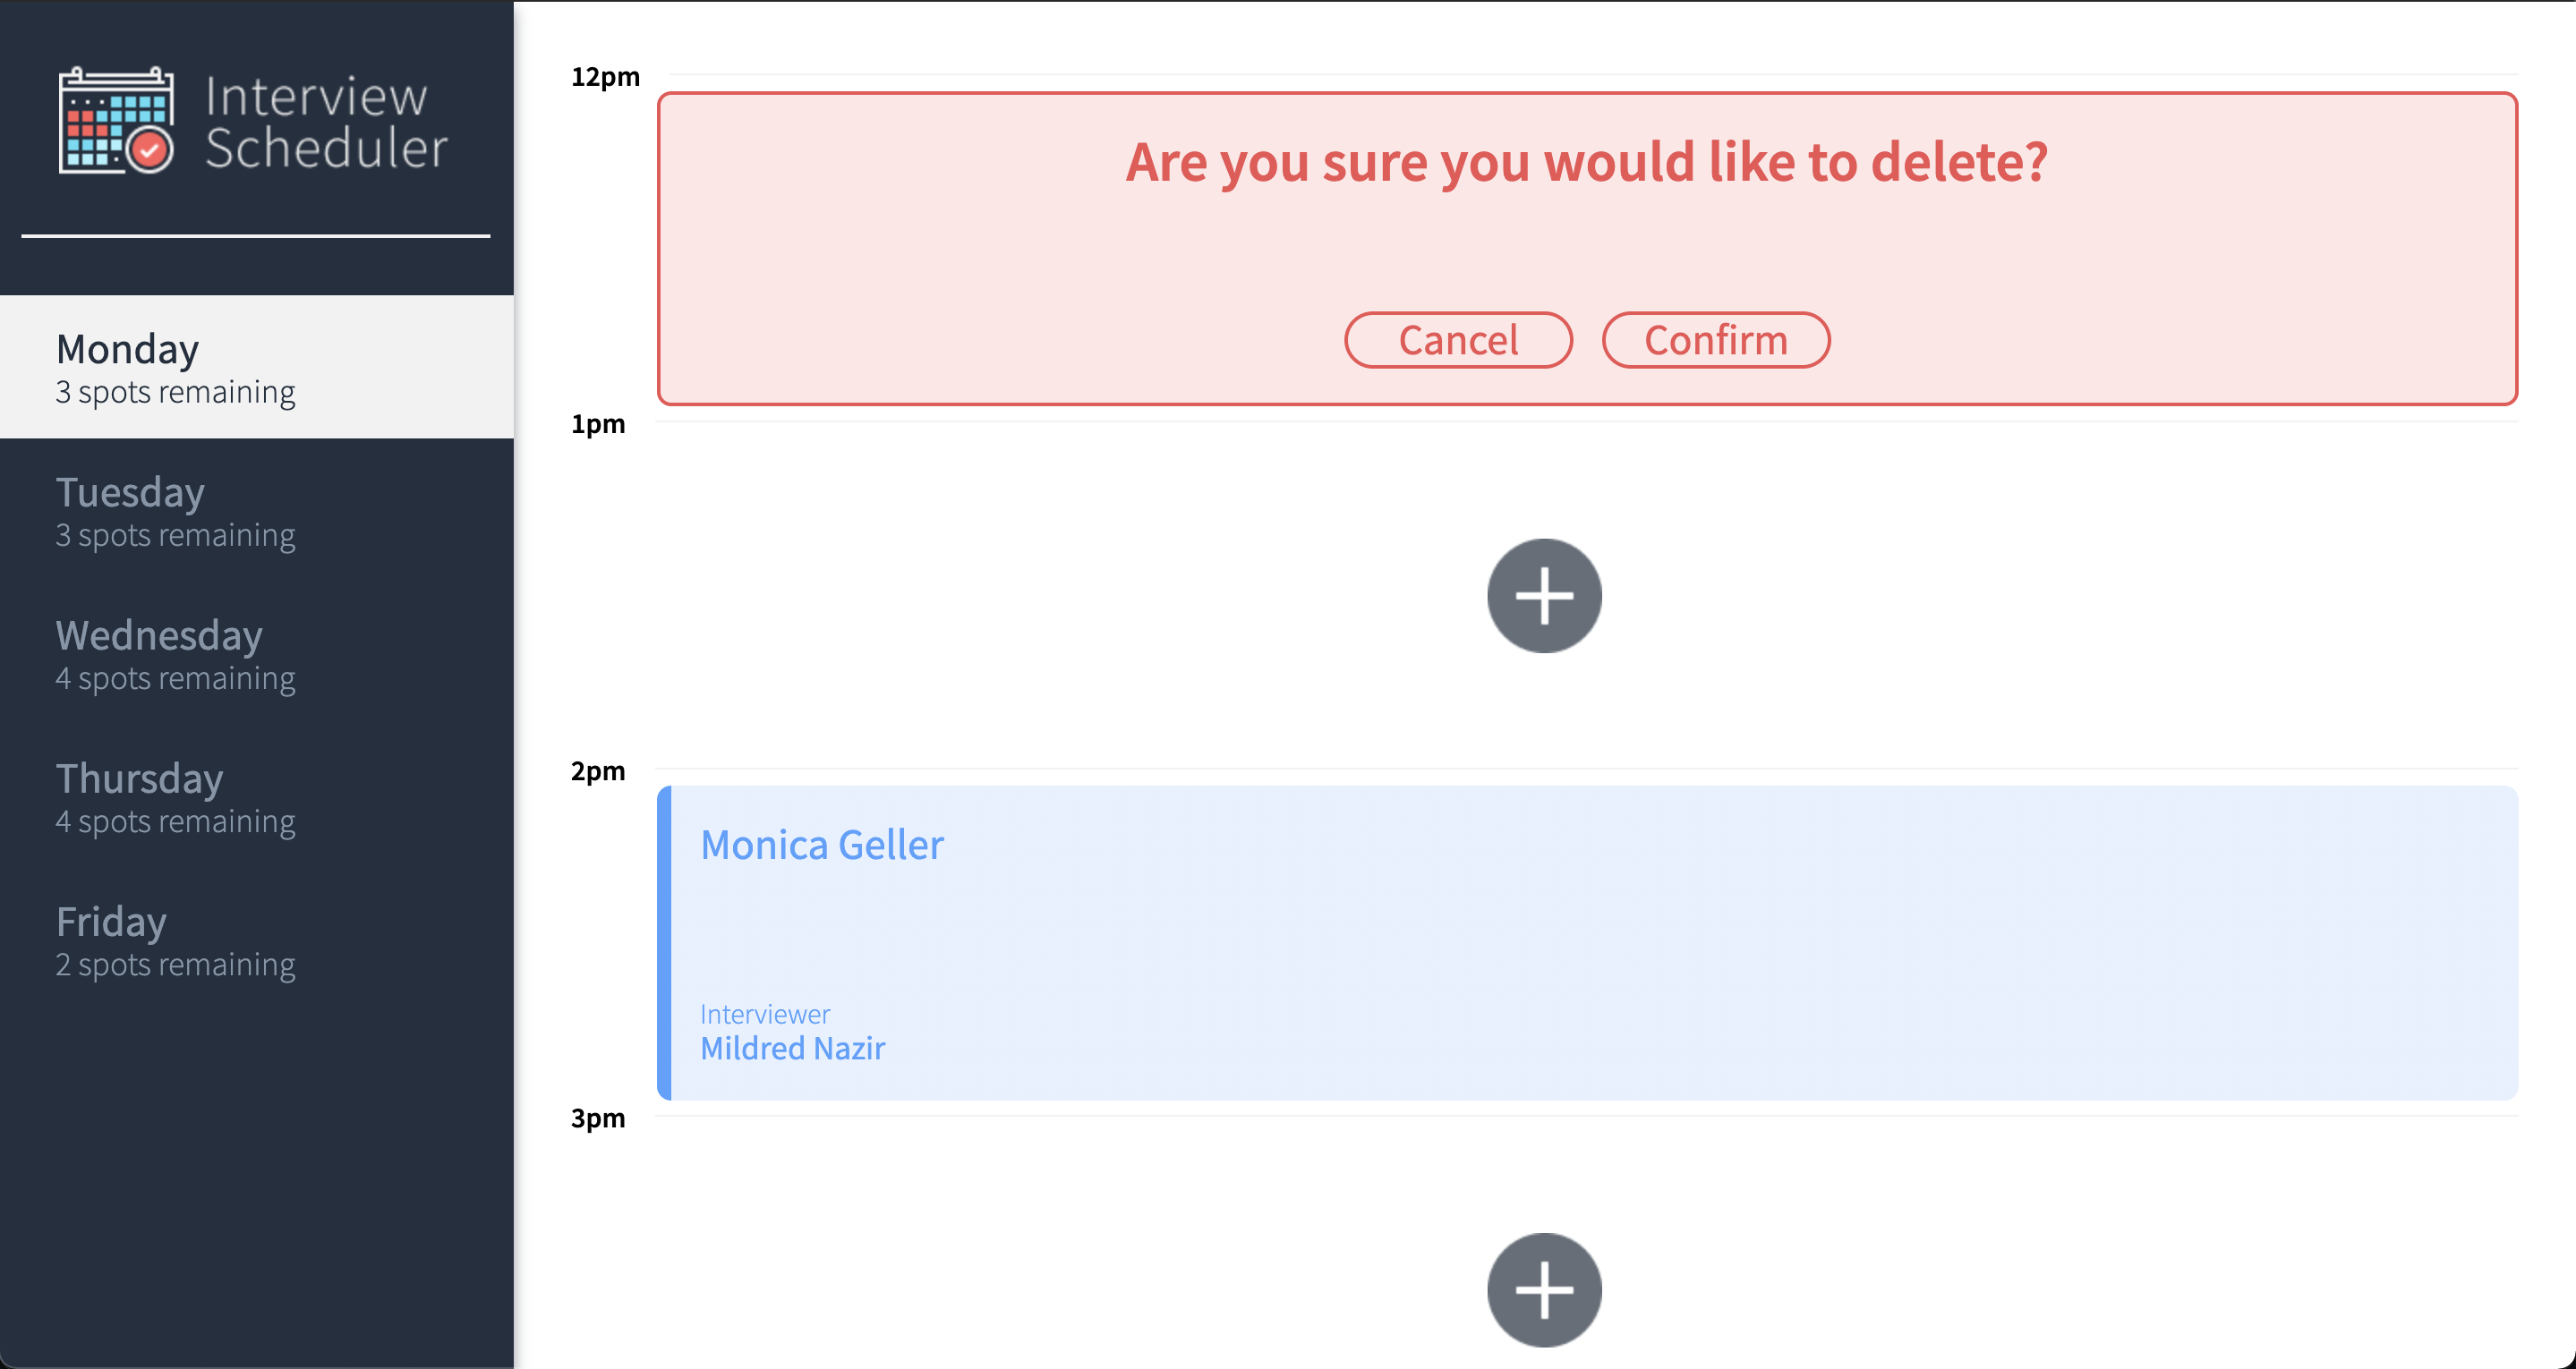 Interview
Scheduler
Monday
3 spots remaining
Tuesday
3 spots remaining
Wednesday
4 spots remaining
Thursday
4 spots remaining
Friday
2 spots remaining
12pm
Are you sure you would like to delete?
Cancel Confirm
1pm
2pm
Monica Geller
Interviewer
Mildred Nazir
3pm